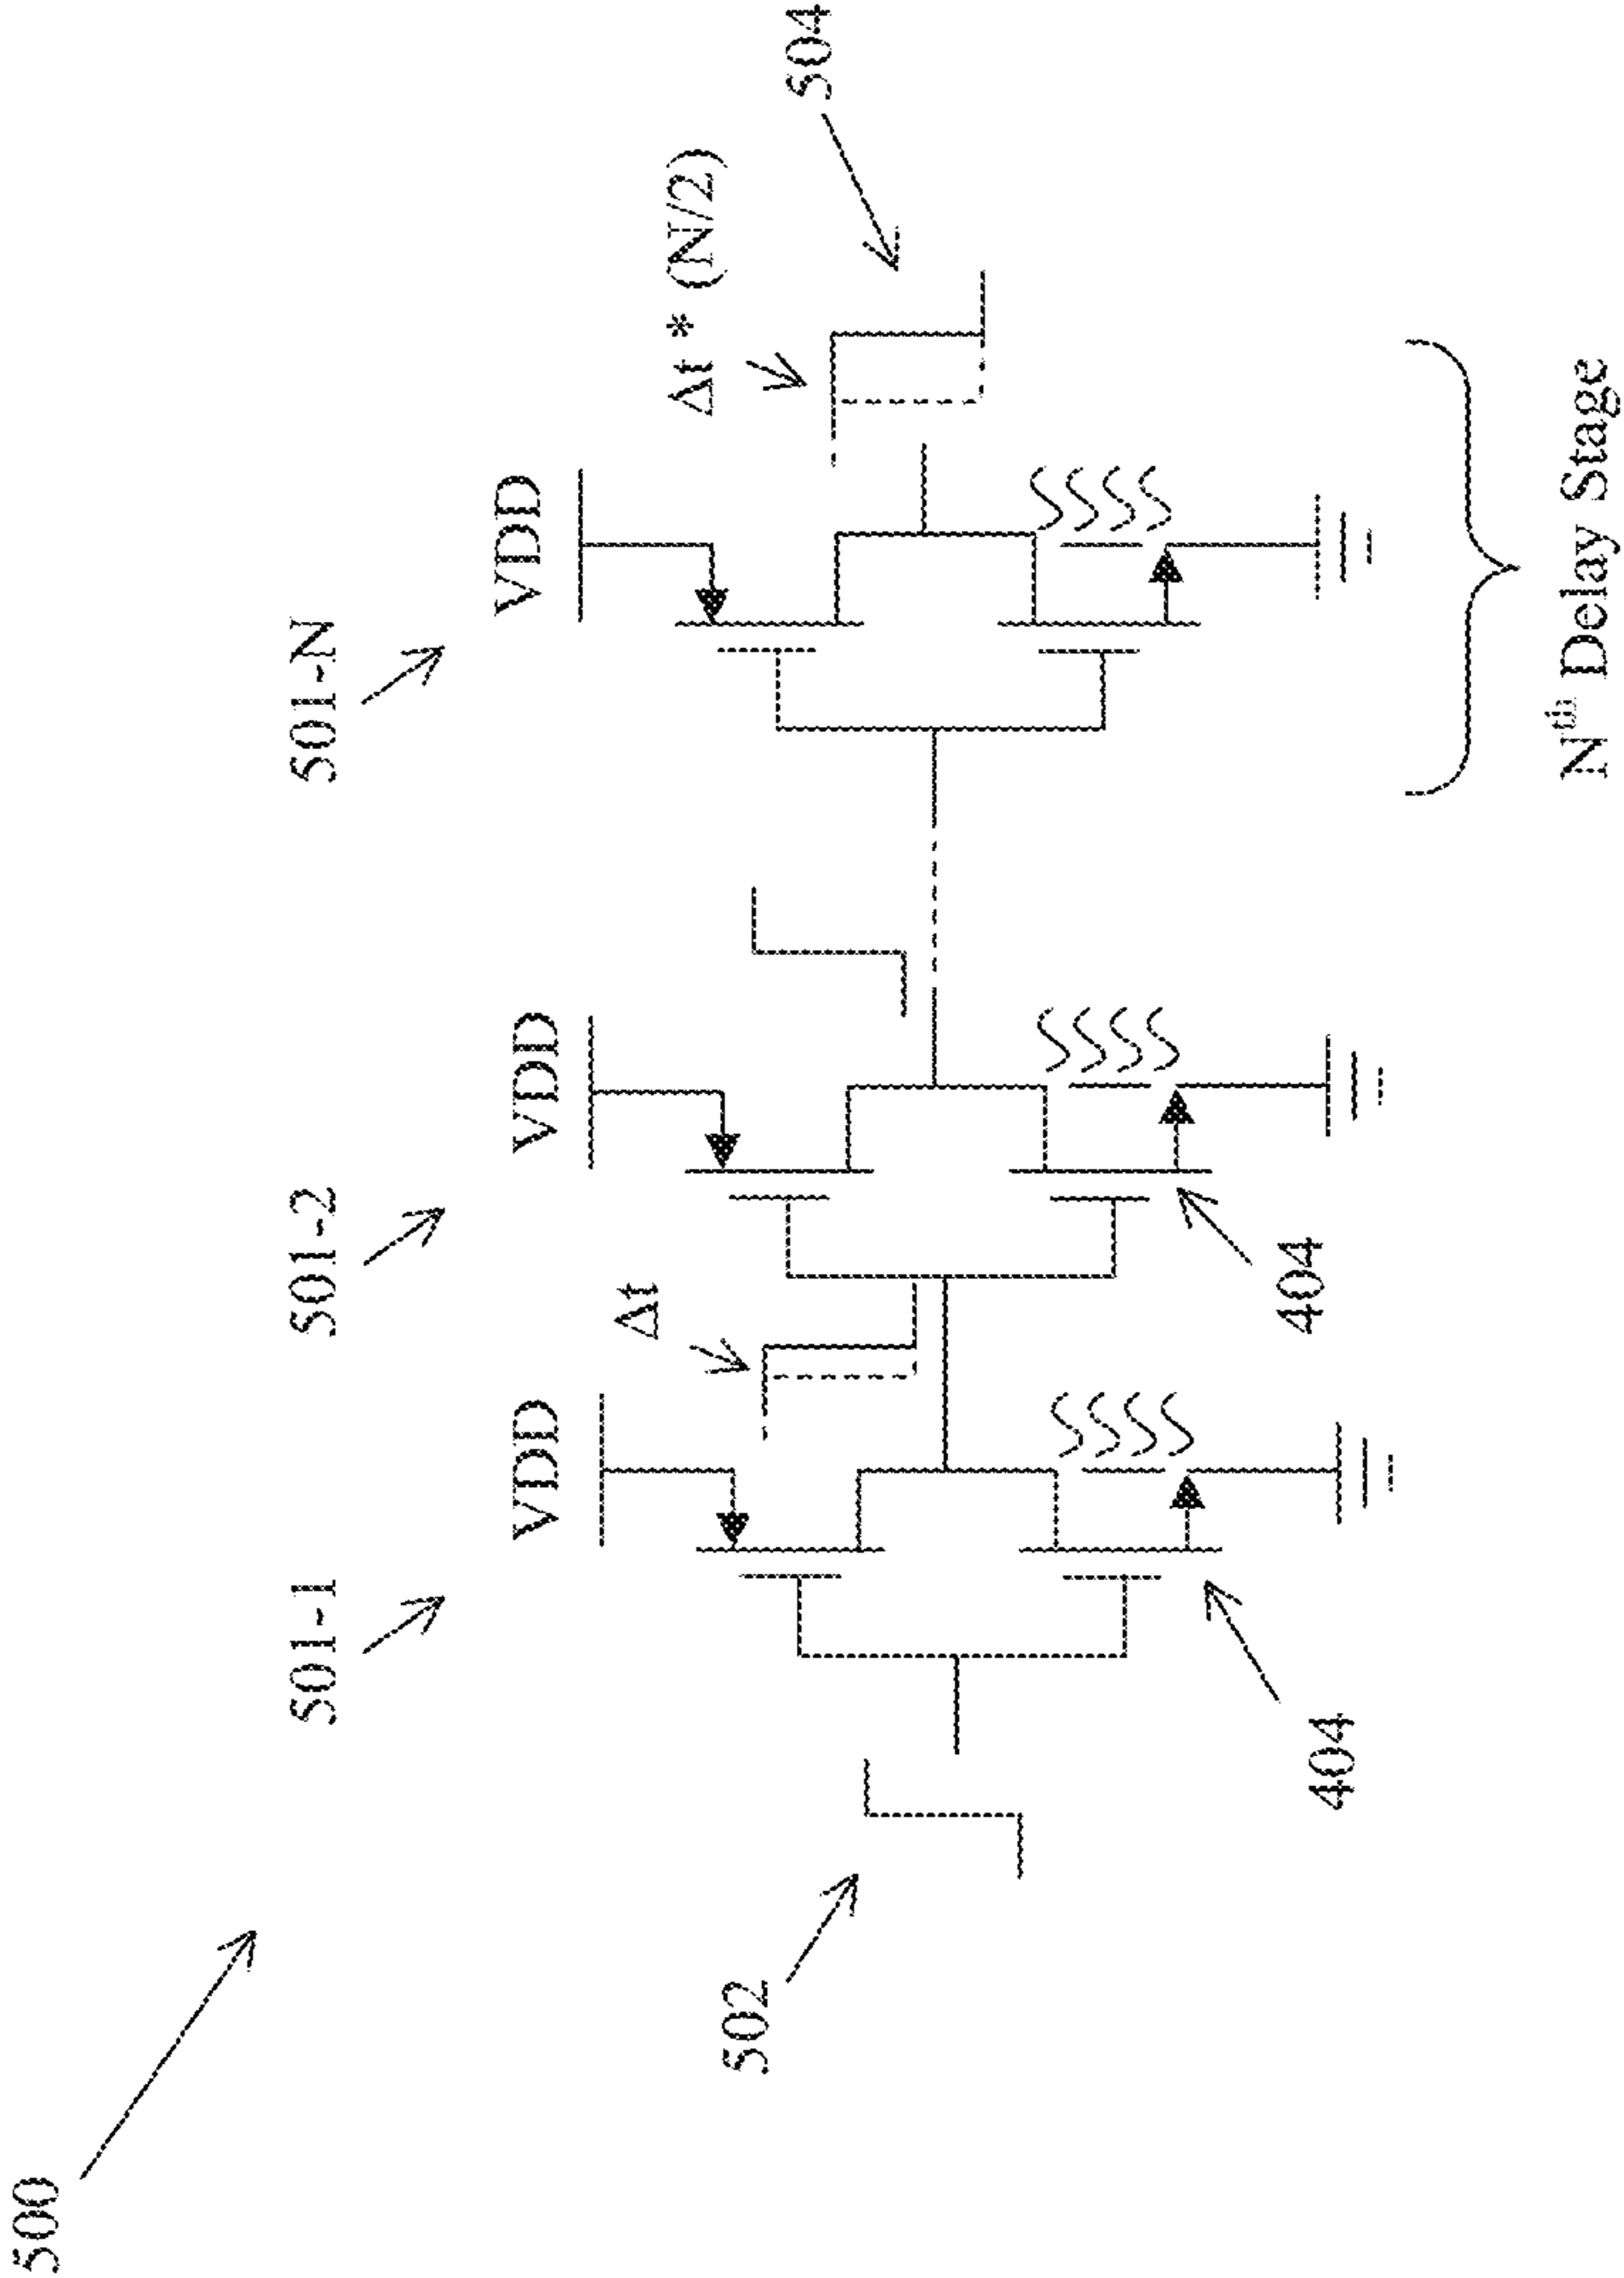 500
501-1
501-2
501-N
VDD
VDD
VDD
Δt
Δt * (N/2)
502
504
404
404
Nth Delay Stage